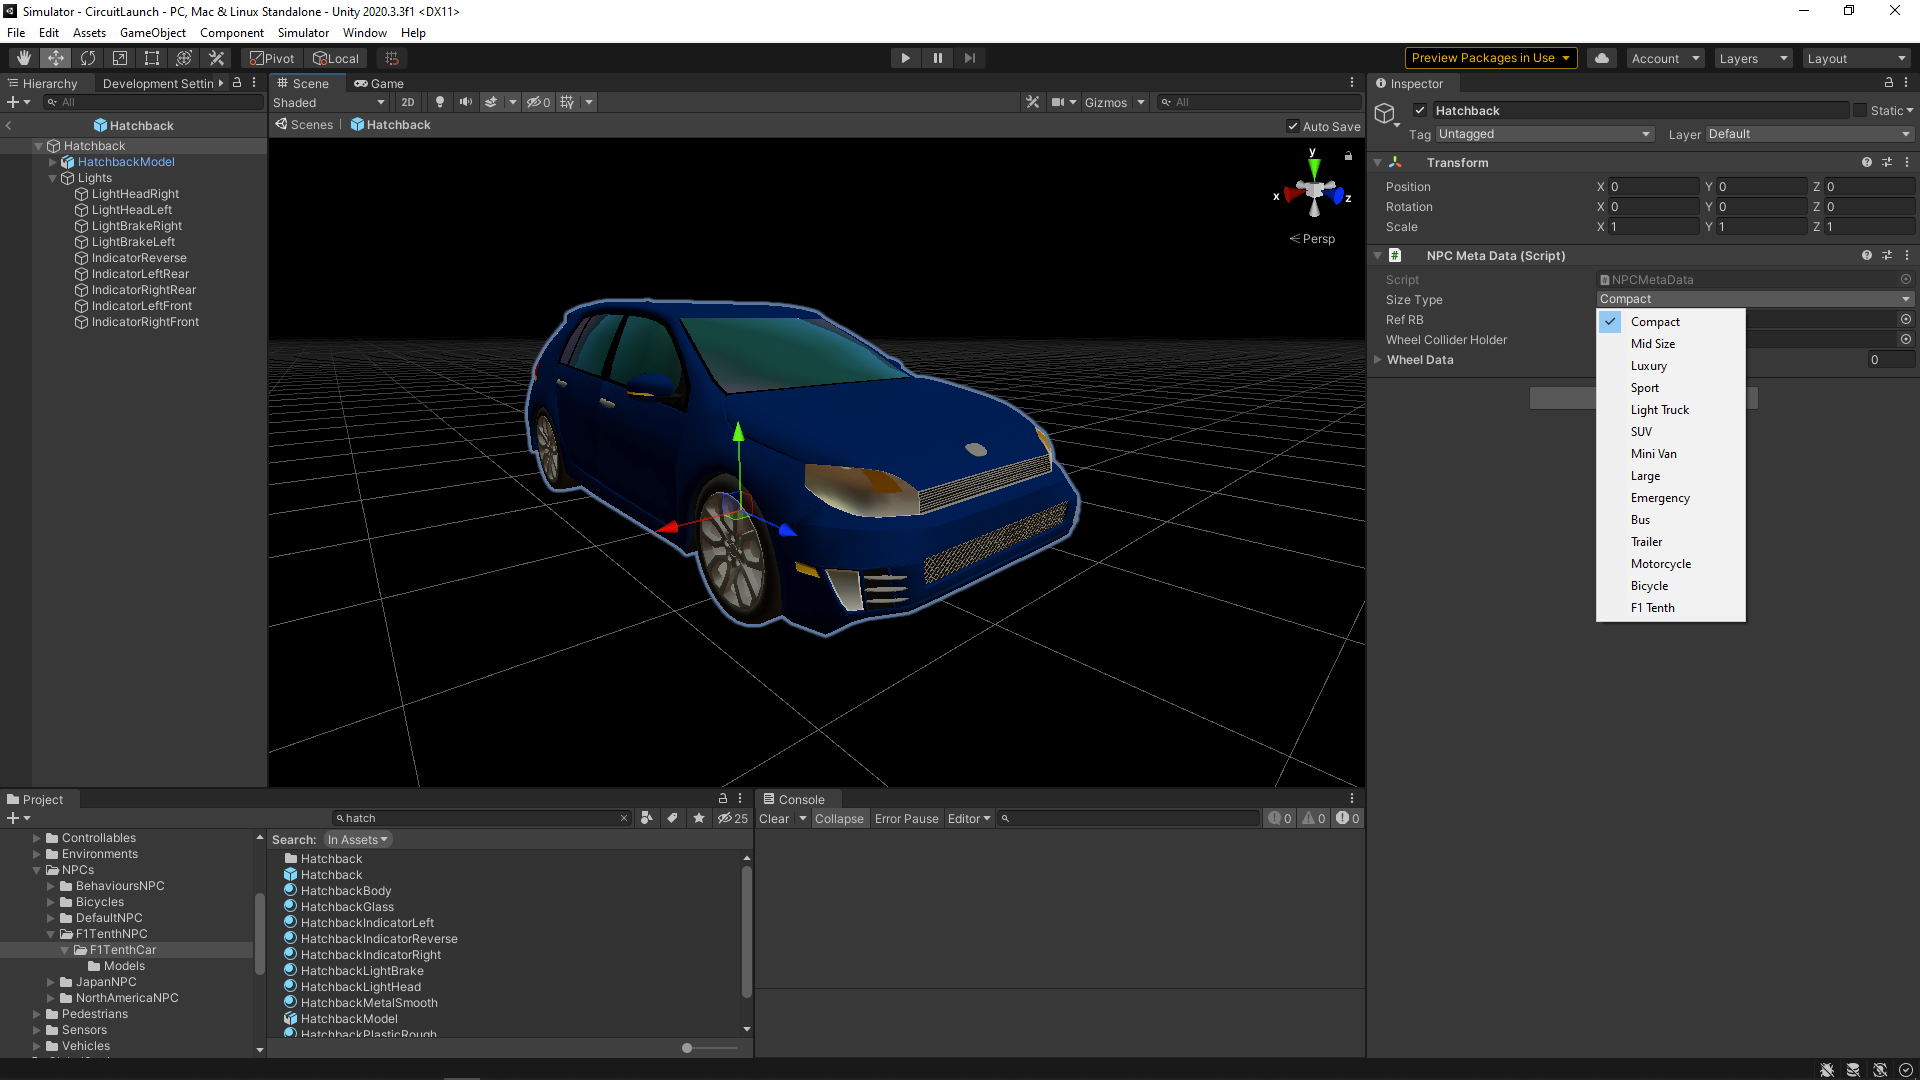 Simulator - CircuitLaunch - PC, Mac & Linux Standalone - Unity 2020.3.3f1 <DX11>
File Edit Assets GameObject Component Simulator Window Help
Pivot Local Preview Packages in Use Account Layers Layout
Hierarchy Development Settin
All
Hatchback
Hatchback
HatchbackModel
Lights
LightHeadRight
LightHeadLeft
LightBrakeRight
LightBrakeLeft
IndicatorReverse
IndicatorLeftRear
IndicatorRightRear
IndicatorLeftFront
IndicatorRightFront
Scene Game
Shaded 2D 0 Gizmos All
Scenes Hatchback Auto Save
y
x
z
Persp
Inspector
Hatchback Static
Tag Untagged Layer Default
Transform
Position X 0 Y 0 Z 0
Rotation X 0 Y 0 Z 0
Scale X 1 Y 1 Z 1
# NPC Meta Data (Script)
Script NPCMetaData
Size Type Compact
Ref RB
Wheel Collider Holder
Wheel Data 0
Compact
Mid Size
Luxury
Sport
Light Truck
SUV
Mini Van
Large
Emergency
Bus
Trailer
Motorcycle
Bicycle
F1 Tenth
Project
hatch 25
Controllables
Environments
NPCs
BehavioursNPC
Bicycles
DefaultNPC
F1TenthNPC
F1TenthCar
Models
JapanNPC
NorthAmericaNPC
Pedestrians
Sensors
Vehicles
Search: In Assets
Hatchback
Hatchback
HatchbackBody
HatchbackGlass
HatchbackIndicatorLeft
HatchbackIndicatorReverse
HatchbackIndicatorRight
HatchbackLightBrake
HatchbackLightHead
HatchbackMetalSmooth
HatchbackModel
HatchbackPlasticRough
Console
Clear Collapse Error Pause Editor 0 0 0